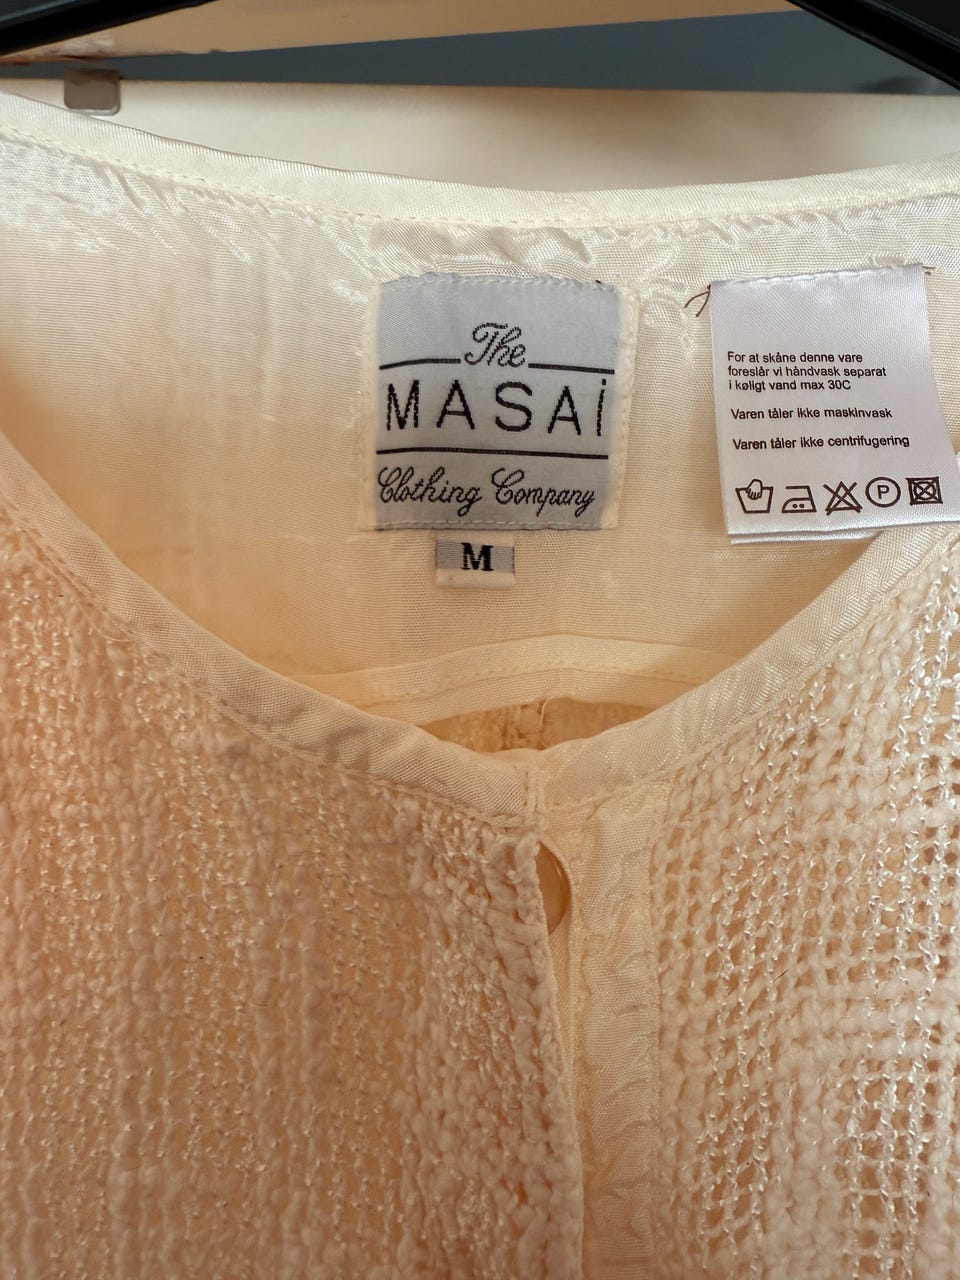 The
MASAi
Clothing Company
M
For at skåne denne vare
foreslår vi håndvask separat
i køligt vand max 30C
Varen tåler ikke maskinvask
Varen tåler ikke centrifugering
P